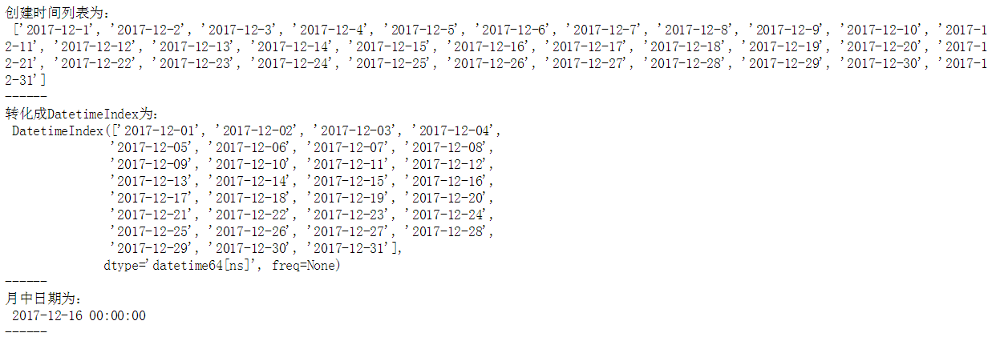 创建时间列表为:
['2017-12-1', '2017-12-2', '2017-12-3', '2017-12-4', '2017-12-5', '2017-12-6', '2017-12-7', '2017-12-8', '2017-12-9', '2017-12-10', '2017-1
2-11', '2017-12-12', '2017-12-13', '2017-12-14', '2017-12-15', '2017-12-16', '2017-12-17', '2017-12-18', '2017-12-19', '2017-12-20', '2017-1
2-21', '2017-12-22', '2017-12-23', '2017-12-24', '2017-12-25', '2017-12-26', '2017-12-27', '2017-12-28', '2017-12-29', '2017-12-30', '2017-1
2-31']
------
转化成DatetimeIndex为:
DatetimeIndex(['2017-12-01', '2017-12-02', '2017-12-03', '2017-12-04',
'2017-12-05', '2017-12-06', '2017-12-07', '2017-12-08',
'2017-12-09', '2017-12-10', '2017-12-11', '2017-12-12',
'2017-12-13', '2017-12-14', '2017-12-15', '2017-12-16',
'2017-12-17', '2017-12-18', '2017-12-19', '2017-12-20',
'2017-12-21', '2017-12-22', '2017-12-23', '2017-12-24',
'2017-12-25', '2017-12-26', '2017-12-27', '2017-12-28',
'2017-12-29', '2017-12-30', '2017-12-31'],
dtype='datetime64[ns]', freq=None)
------
月中日期为:
2017-12-16 00:00:00
------